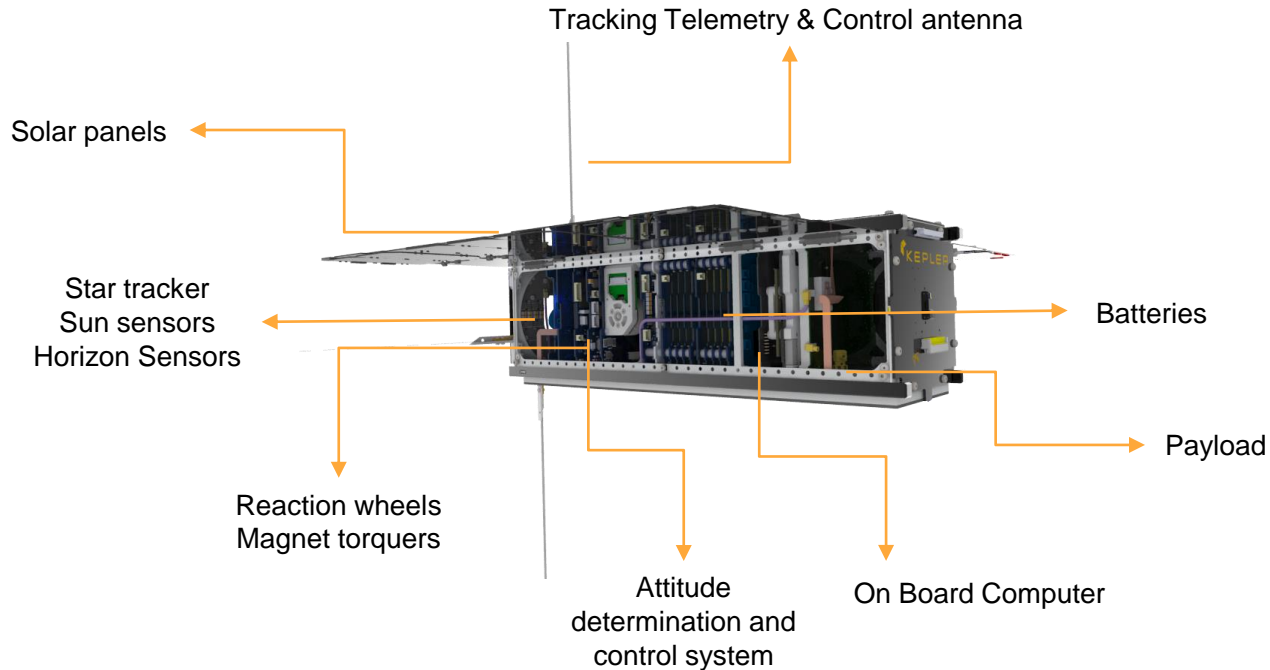 Tracking Telemetry & Control antenna
Solar panels
KEPLER
Star tracker
Sun sensors
Horizon Sensors
Batteries
Payload
Reaction wheels
Magnet torquers
Attitude
determination and
control system
On Board Computer